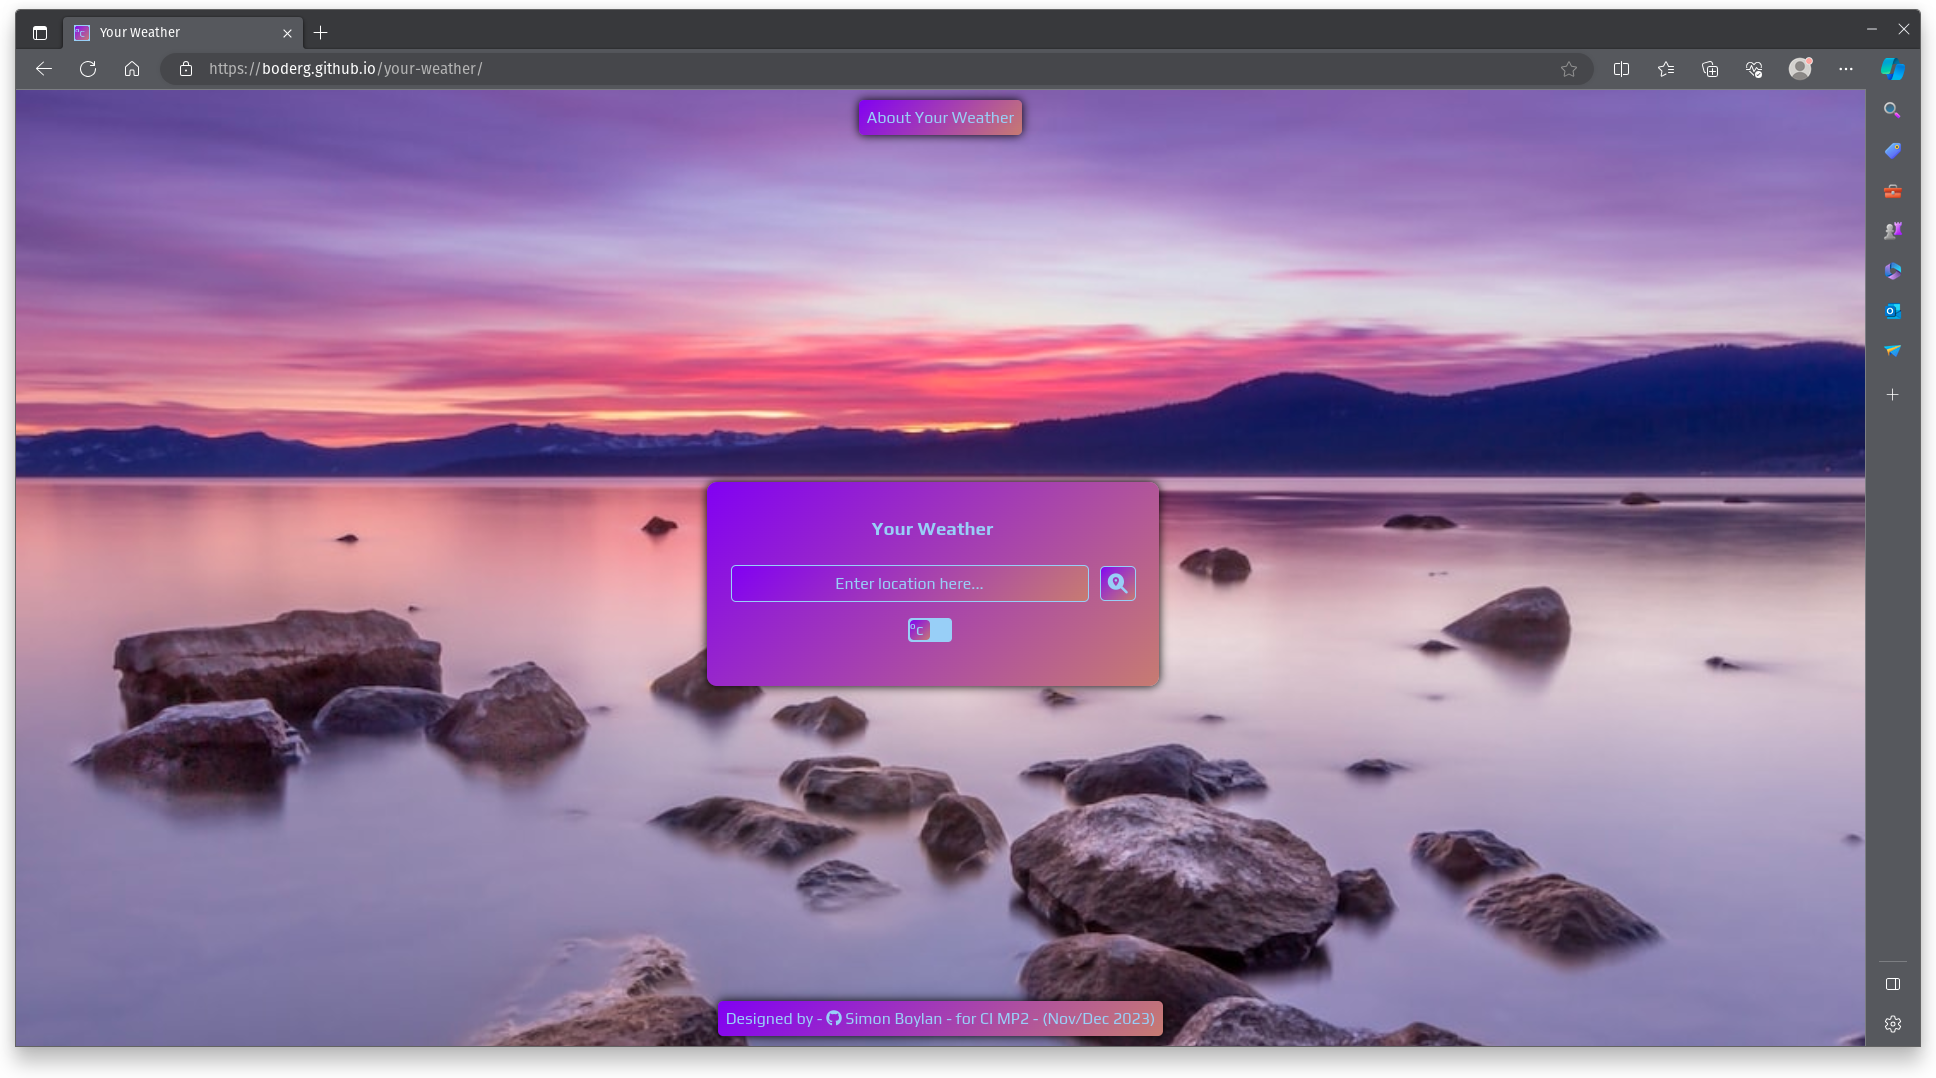 Your Weather
https://boderg.github.io/your-weather/
About Your Weather
Your Weather
Enter location here...
°C
Designed by - Simon Boylan - for CI MP2 - (Nov/Dec 2023)